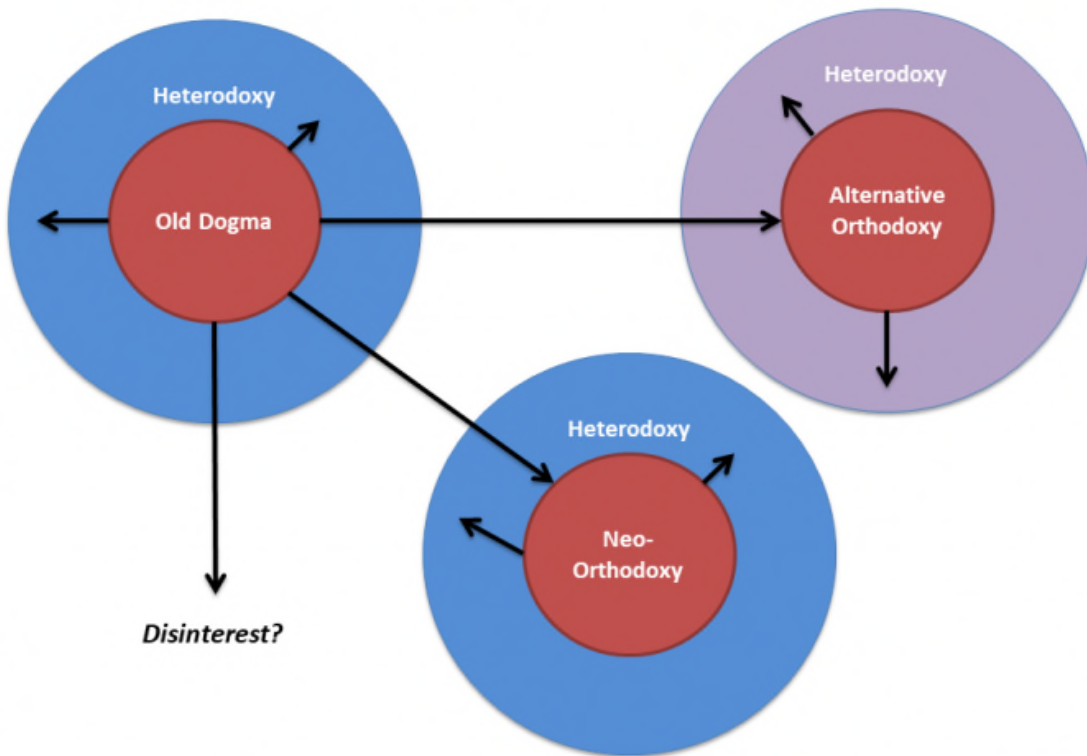 Heterodoxy
Old Dogma
Heterodoxy
Alternative
Orthodoxy
Heterodoxy
Neo-
Orthodoxy
Disinterest?